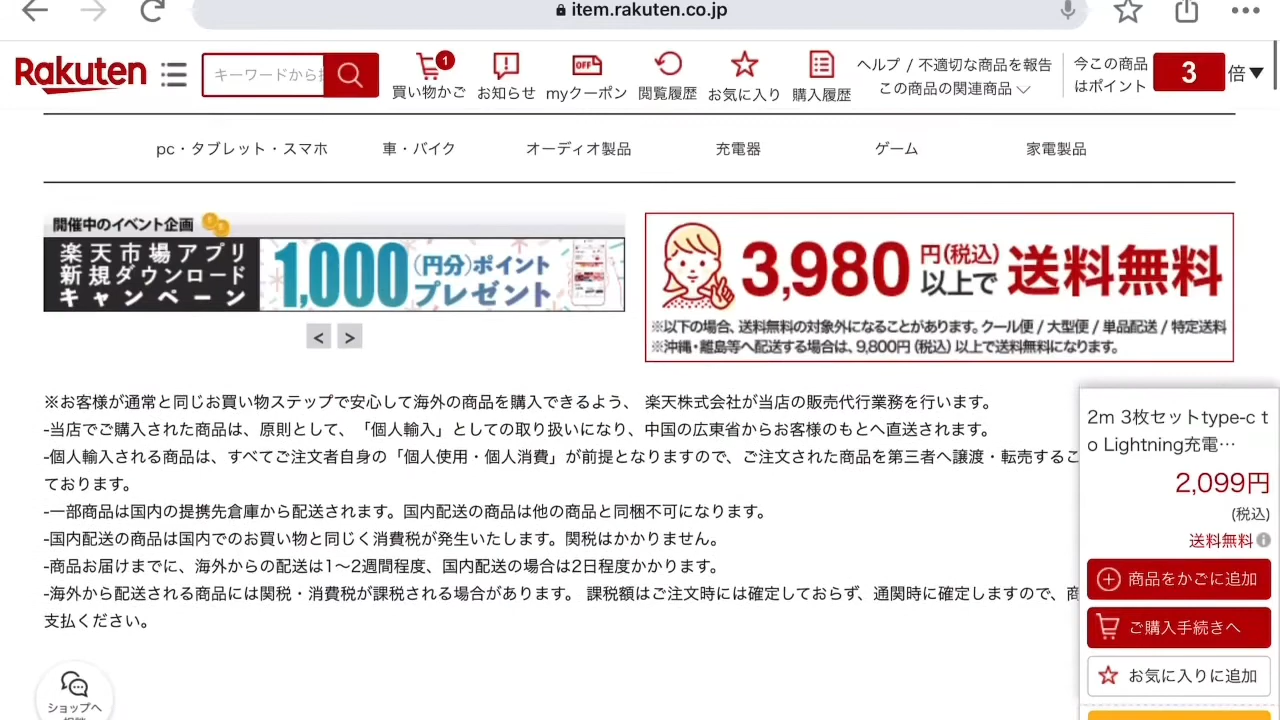 item.rakuten.co.jp
Rakuten
キーワードから
1
買い物かご
お知らせ
OFF
myクーポン
閲覧履歴
お気に入り
購入履歴
ヘルプ / 不適切な商品を報告
この商品の関連商品
今この商品
はポイント
3
倍▼
pc・タブレット・スマホ
車・バイク
オーディオ製品
充電器
ゲーム
家電製品
開催中のイベント企画
楽天市場アプリ
新規ダウンロード
キャンペーン
1,000(円分)ポイント
プレゼント
< >
3,980円(税込)以上で送料無料
※以下の場合、送料無料の対象外になることがあります。クール便 / 大型便 / 単品配送 / 特定送料
※沖縄・離島等へ配送する場合は、9,800円(税込)以上で送料無料になります。
※お客様が通常と同じお買い物ステップで安心して海外の商品を購入できるよう、 楽天株式会社が当店の販売代行業務を行います。
-当店でご購入された商品は、原則として、「個人輸入」としての取り扱いになり、中国の広東省からお客様のもとへ直送されます。
-個人輸入される商品は、すべてご注文者自身の「個人使用・個人消費」が前提となりますので、ご注文された商品を第三者へ譲渡・転売するこ
ております。
-一部商品は国内の提携先倉庫から配送されます。国内配送の商品は他の商品と同梱不可になります。
-国内配送の商品は国内でのお買い物と同じく消費税が発生いたします。関税はかかりません。
-商品お届けまでに、海外からの配送は1〜2週間程度、国内配送の場合は2日程度かかります。
-海外から配送される商品には関税・消費税が課税される場合があります。 課税額はご注文時には確定しておらず、通関時に確定しますので、商
支払ください。
2m 3枚セットtype-c t
o Lightning充電…
2,099円
(税込)
送料無料
商品をかごに追加
ご購入手続きへ
お気に入りに追加
ショップへ